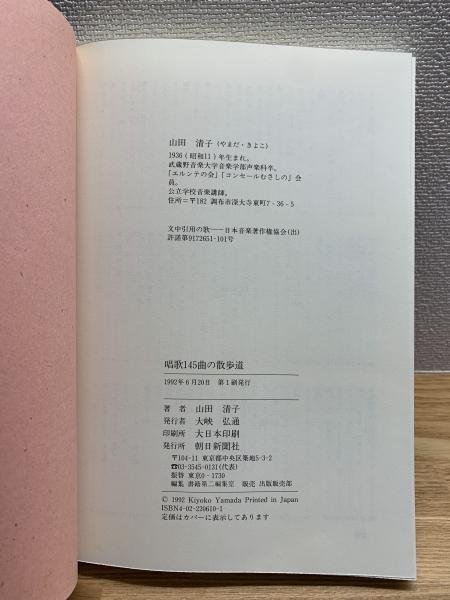 山田 清子 (やまだ・きよこ)
1936 (昭和11) 年生まれ。
武蔵野音楽大学音楽学部声楽科卒。
「エルンテの会」「コンセールむさしの」会
員。
公立学校音楽講師。
住所=〒182 調布市深大寺東町7-36-5
文中引用の歌──日本音楽著作権協会(出)
許諾第9172651-101号
唱歌145曲の散歩道
1992年6月20日 第1刷発行
著者 山田 清子
発行者 大峡 弘通
印刷所 大日本印刷
発行所 朝日新聞社
〒104-11 東京都中央区築地5-3-2
☎03-3545-0131(代表)
振替 東京0-1730
編集 書籍第二編集室 販売 出版販売部
© 1992 Kiyoko Yamada Printed in Japan
ISBN4-02-220610-1
定価はカバーに表示してあります